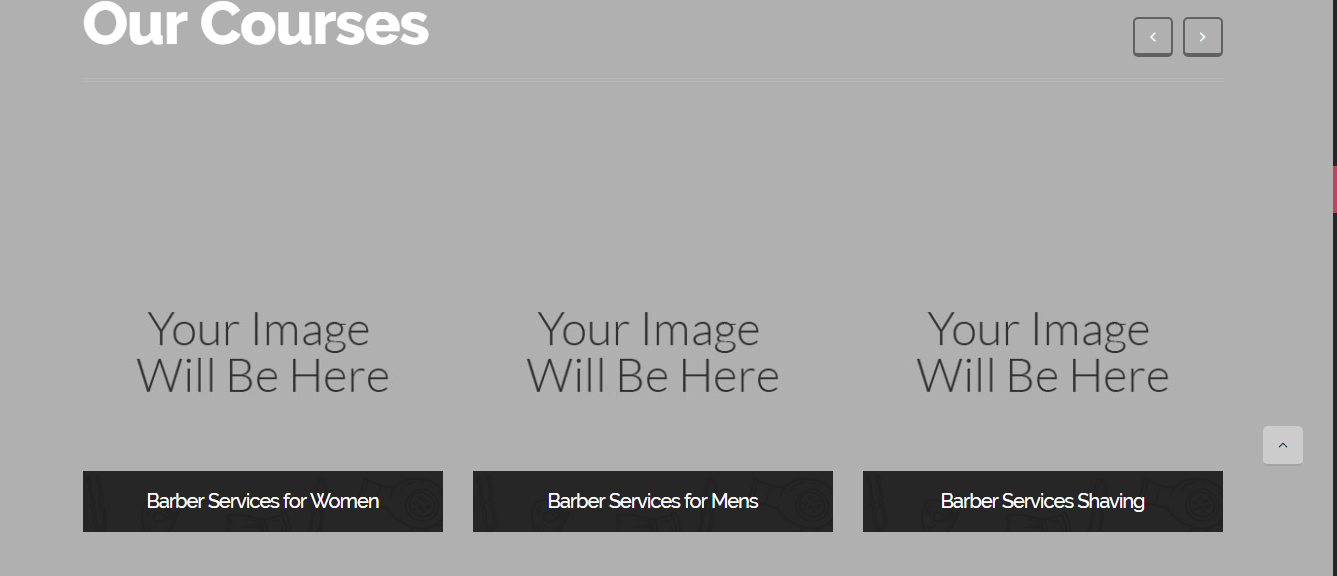 Our Courses
Your Image
Will Be Here
Your Image
Will Be Here
Your Image
Will Be Here
Barber Services for Women
Barber Services for Mens
Barber Services Shaving